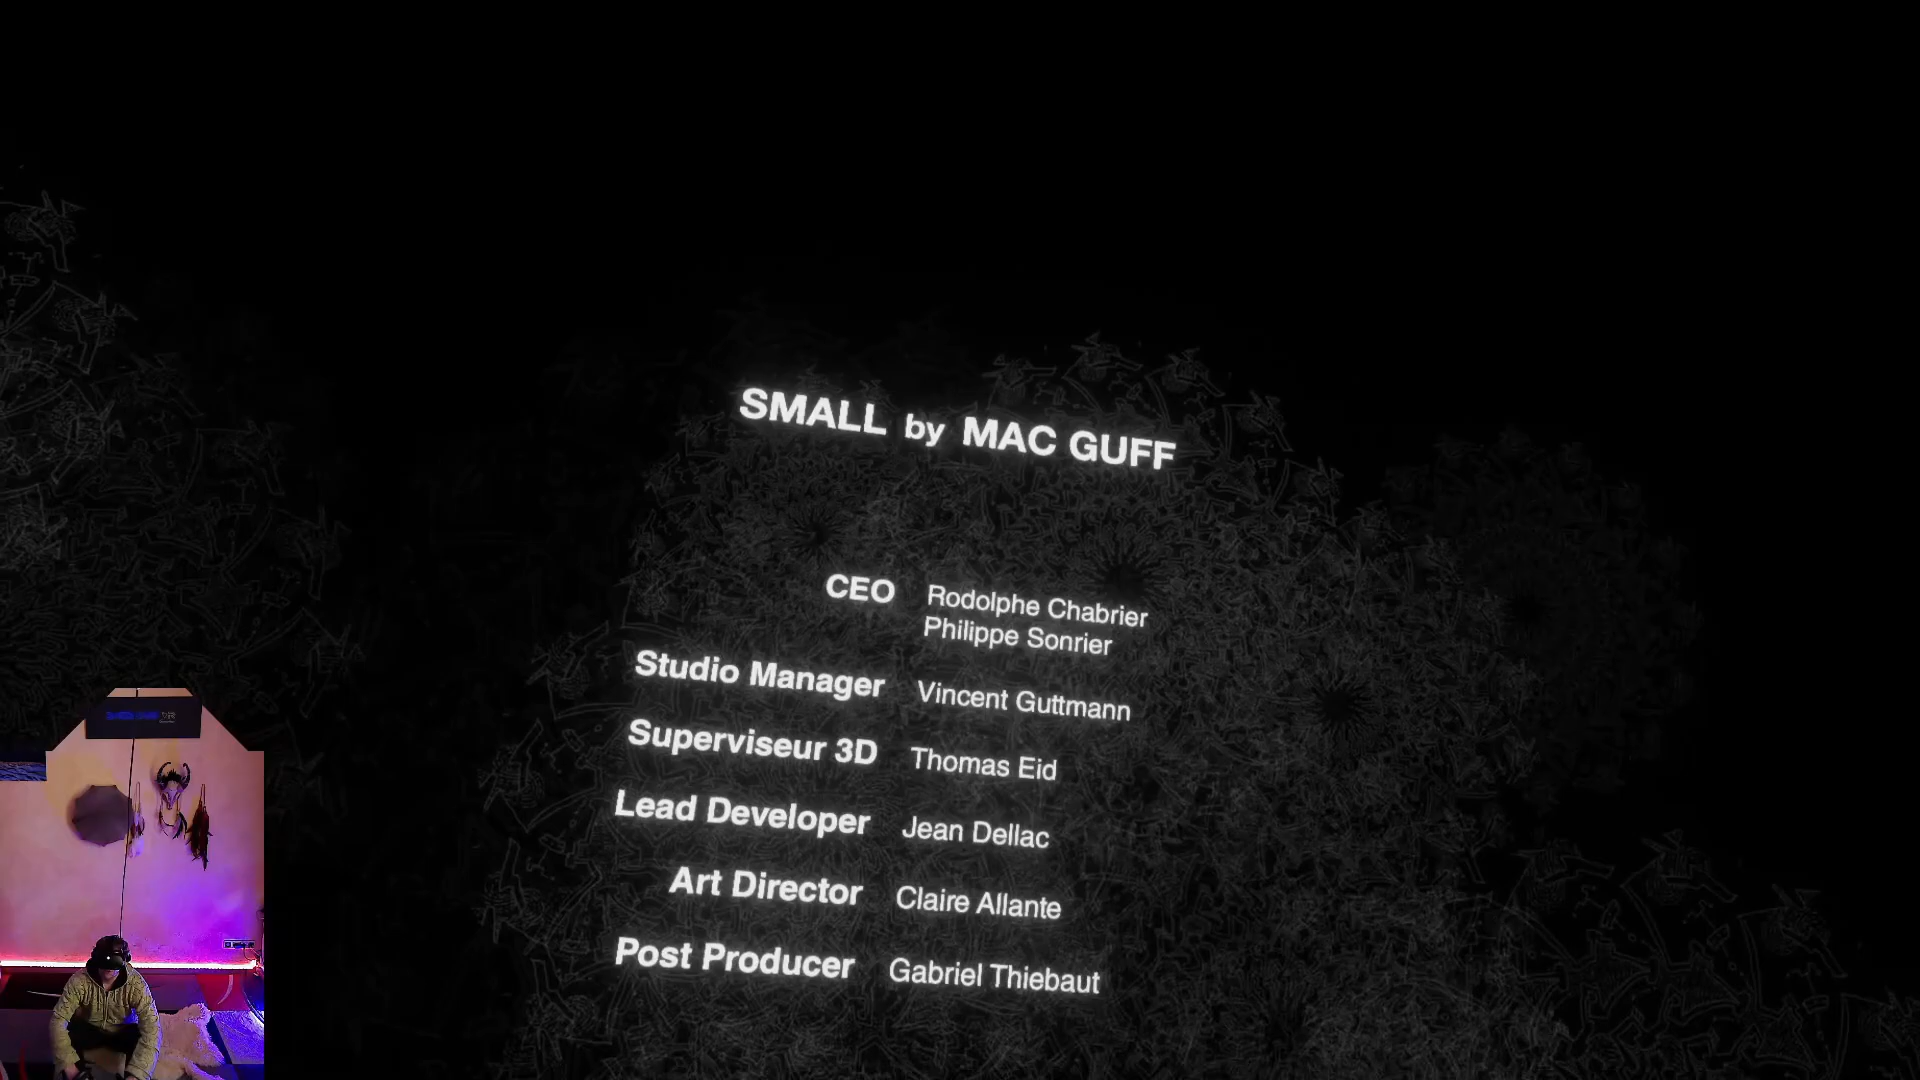 SMALL by MAC GUFF
CEO Rodolphe Chabrier
Philippe Sonrier
Studio Manager Vincent Guttmann
Superviseur 3D Thomas Eid
Lead Developer Jean Dellac
Art Director Claire Allante
Post Producer Gabriel Thiebaut